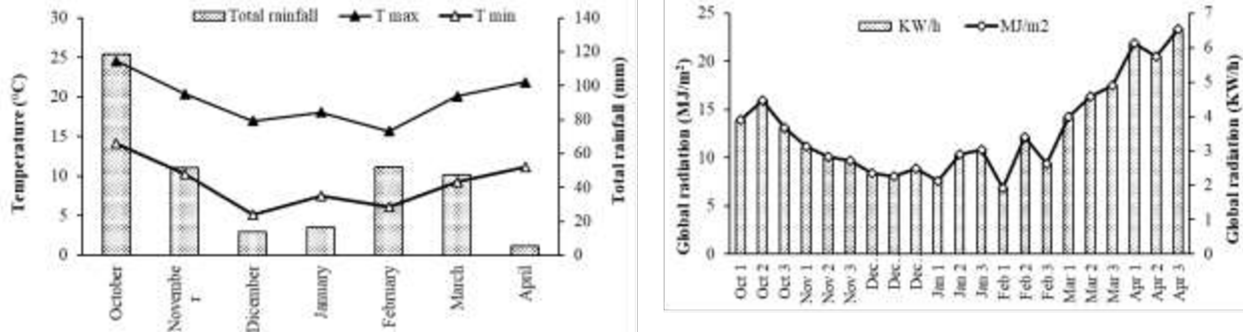 Total rainfall T max T min
Temperature (°C)
30
25
20
15
10
5
0
140
120
100
80
60
40
20
0
Total rainfall (mm)
October
Novembe
r
Dicember
January
February
March
April
KW/h MJ/m2
Global radiation (MJ/m²)
25
20
15
10
5
0
7
6
5
4
3
2
1
0
Global radiation (KW/h)
Oct 1
Oct 2
Oct 3
Nov 1
Nov 2
Nov 3
Dec.
Dec.
Dec.
Jan 1
Jan 2
Jan 3
Feb 1
Feb 2
Feb 3
Mar 1
Mar 2
Mar 3
Apr 1
Apr 2
Apr 3